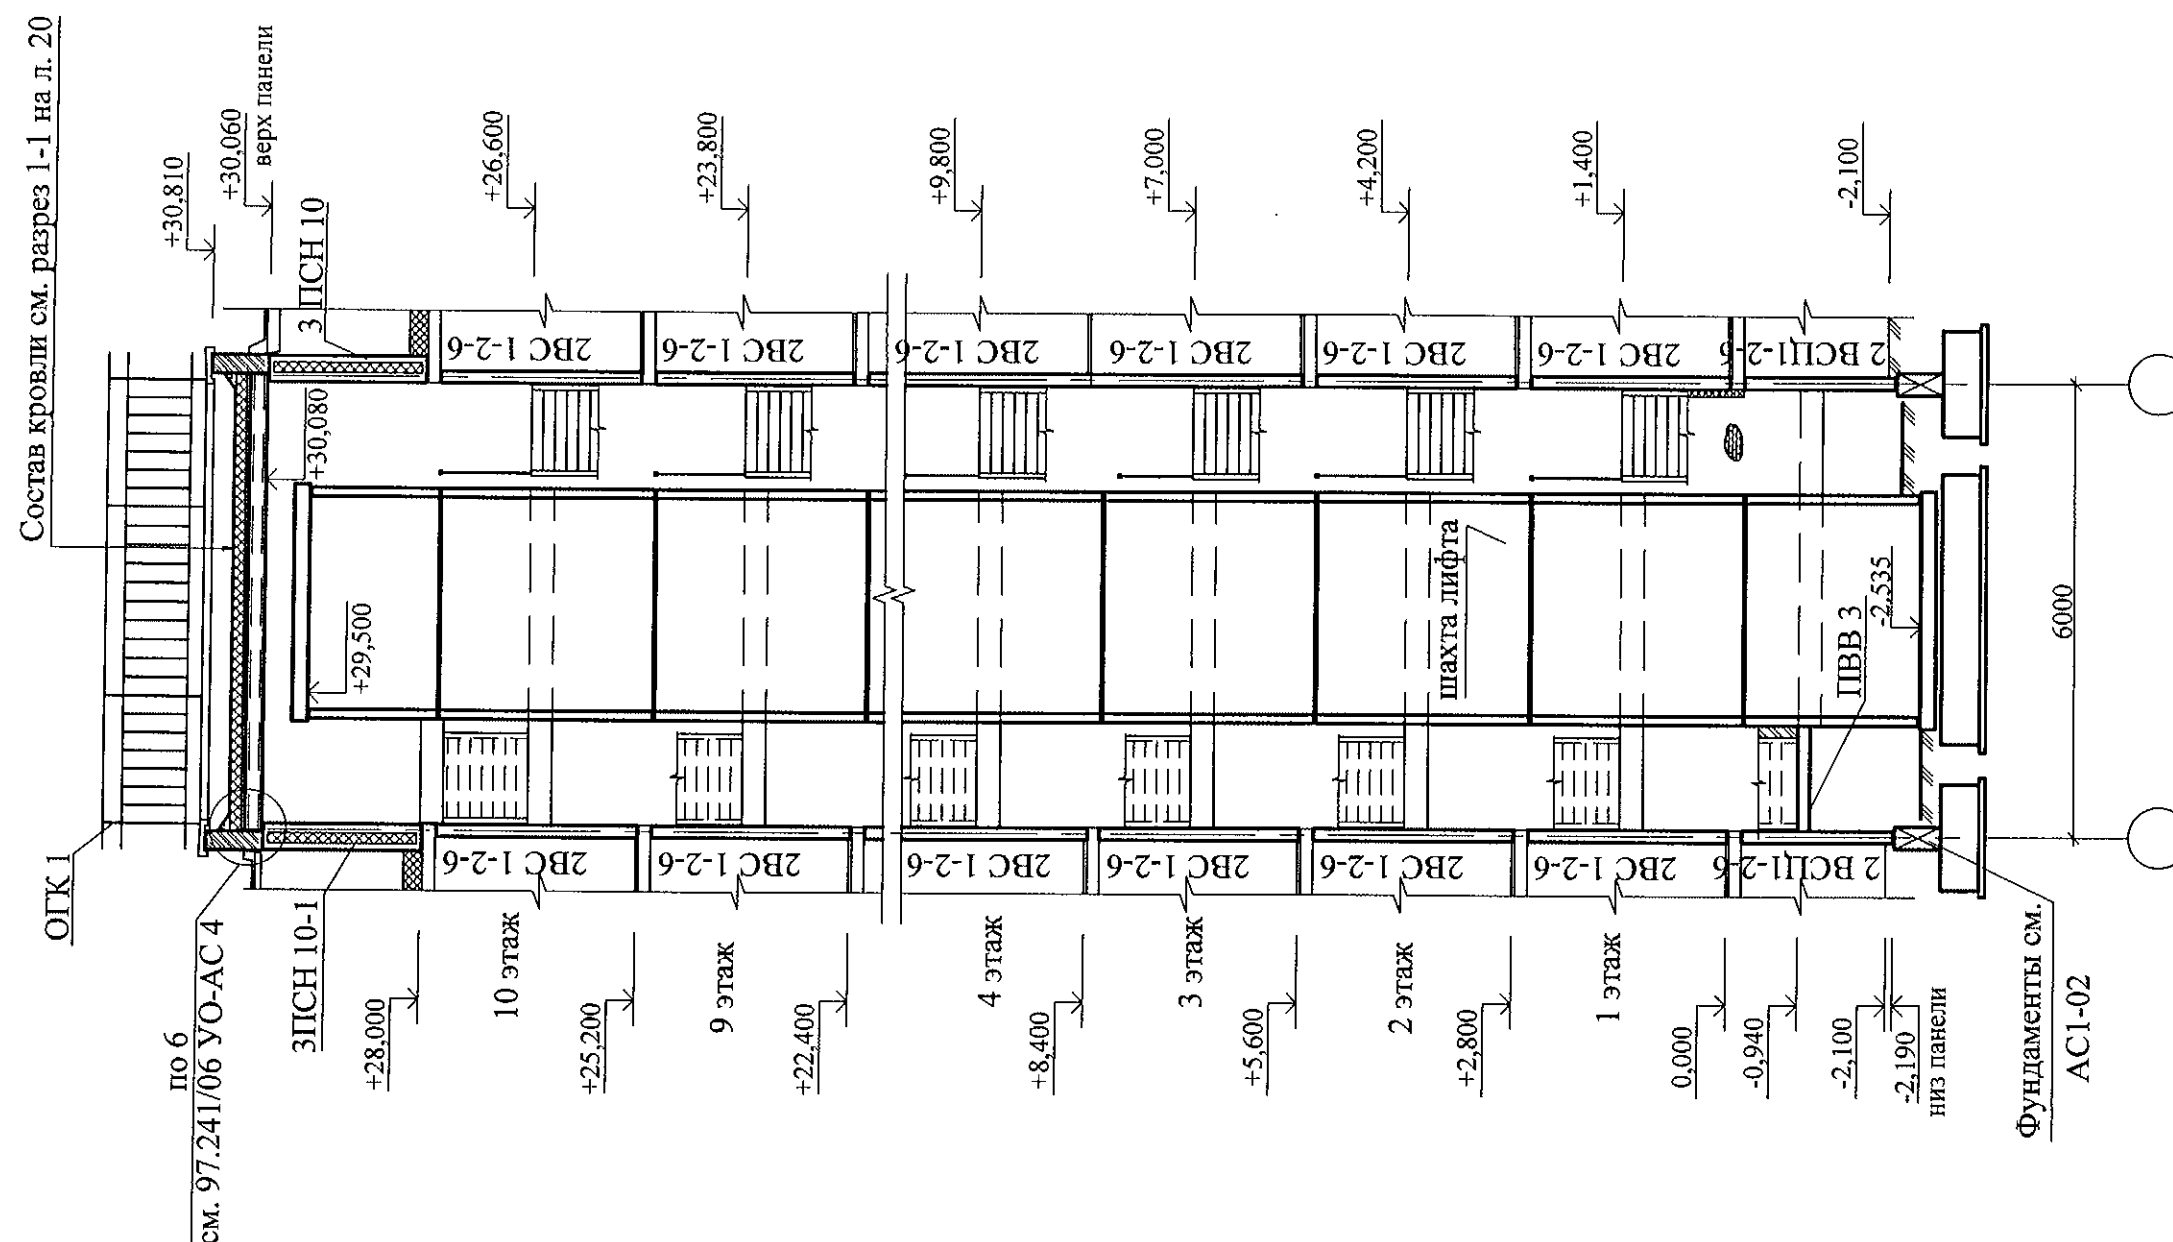 Состав кровли см. разрез 1-1 на л. 20
+30,810
+30,060
верх панели
3 ПСН 10
+26,600
+23,800
+9,800
+7,000
+4,200
+1,400
-2,100
2ВС 1-2-6
2ВС 1-2-6
2ВС 1-2-6
2ВС 1-2-6
2ВС 1-2-6
2ВС 1-2-6
2 ВСЦ1-2-6
+30,080
+29,500
шахта лифта
ПВВ 3
-2,535
6000
2ВС 1-2-6
2ВС 1-2-6
2ВС 1-2-6
2ВС 1-2-6
2ВС 1-2-6
2ВС 1-2-6
2 ВСЦ1-2-6
ОГК 1
по 6
см. 97.241/06 УО-АС 4
3ПСН 10-1
+28,000
10 этаж
+25,200
9 этаж
+22,400
4 этаж
+8,400
3 этаж
+5,600
2 этаж
+2,800
1 этаж
0,000
-0,940
-2,100
-2,190
низ панели
Фундаменты см.
АС1-02